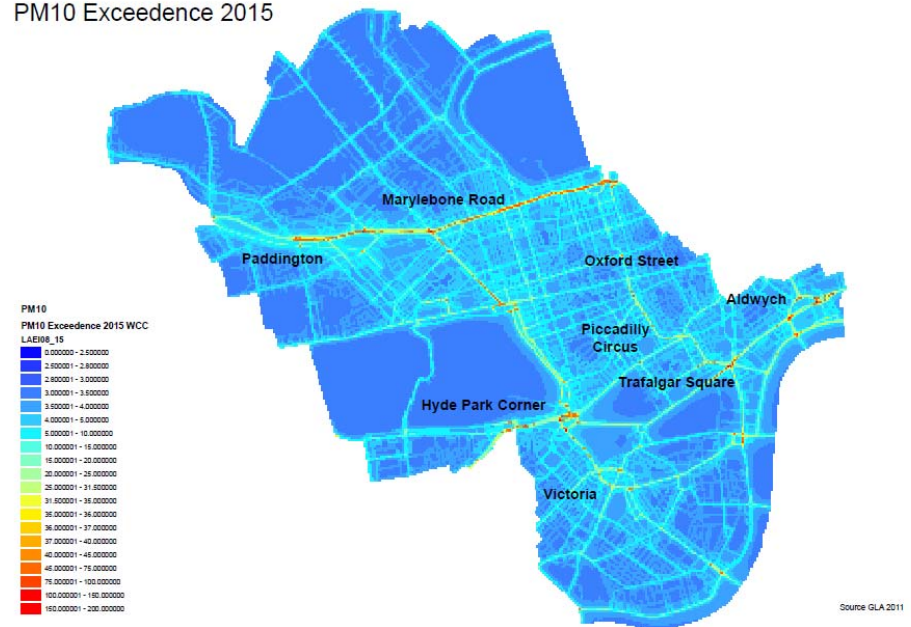 PM10 Exceedence 2015
Marylebone Road
Paddington
Oxford Street
Aldwych
Piccadilly
Circus
Trafalgar Square
Hyde Park Corner
Victoria
PM10
PM10 Exceedence 2015 WCC
LAEI08_15
0.000000 - 2.500000
2.500001 - 2.800000
2.800001 - 3.000000
3.000001 - 3.500000
3.500001 - 4.000000
4.000001 - 5.000000
5.000001 - 10.000000
10.000001 - 15.000000
15.000001 - 20.000000
20.000001 - 25.000000
25.000001 - 31.500000
31.500001 - 35.000000
35.000001 - 36.000000
36.000001 - 37.000000
37.000001 - 40.000000
40.000001 - 45.000000
45.000001 - 75.000000
75.000001 - 100.000000
100.000001 - 150.000000
150.000001 - 200.000000
Source GLA 2011